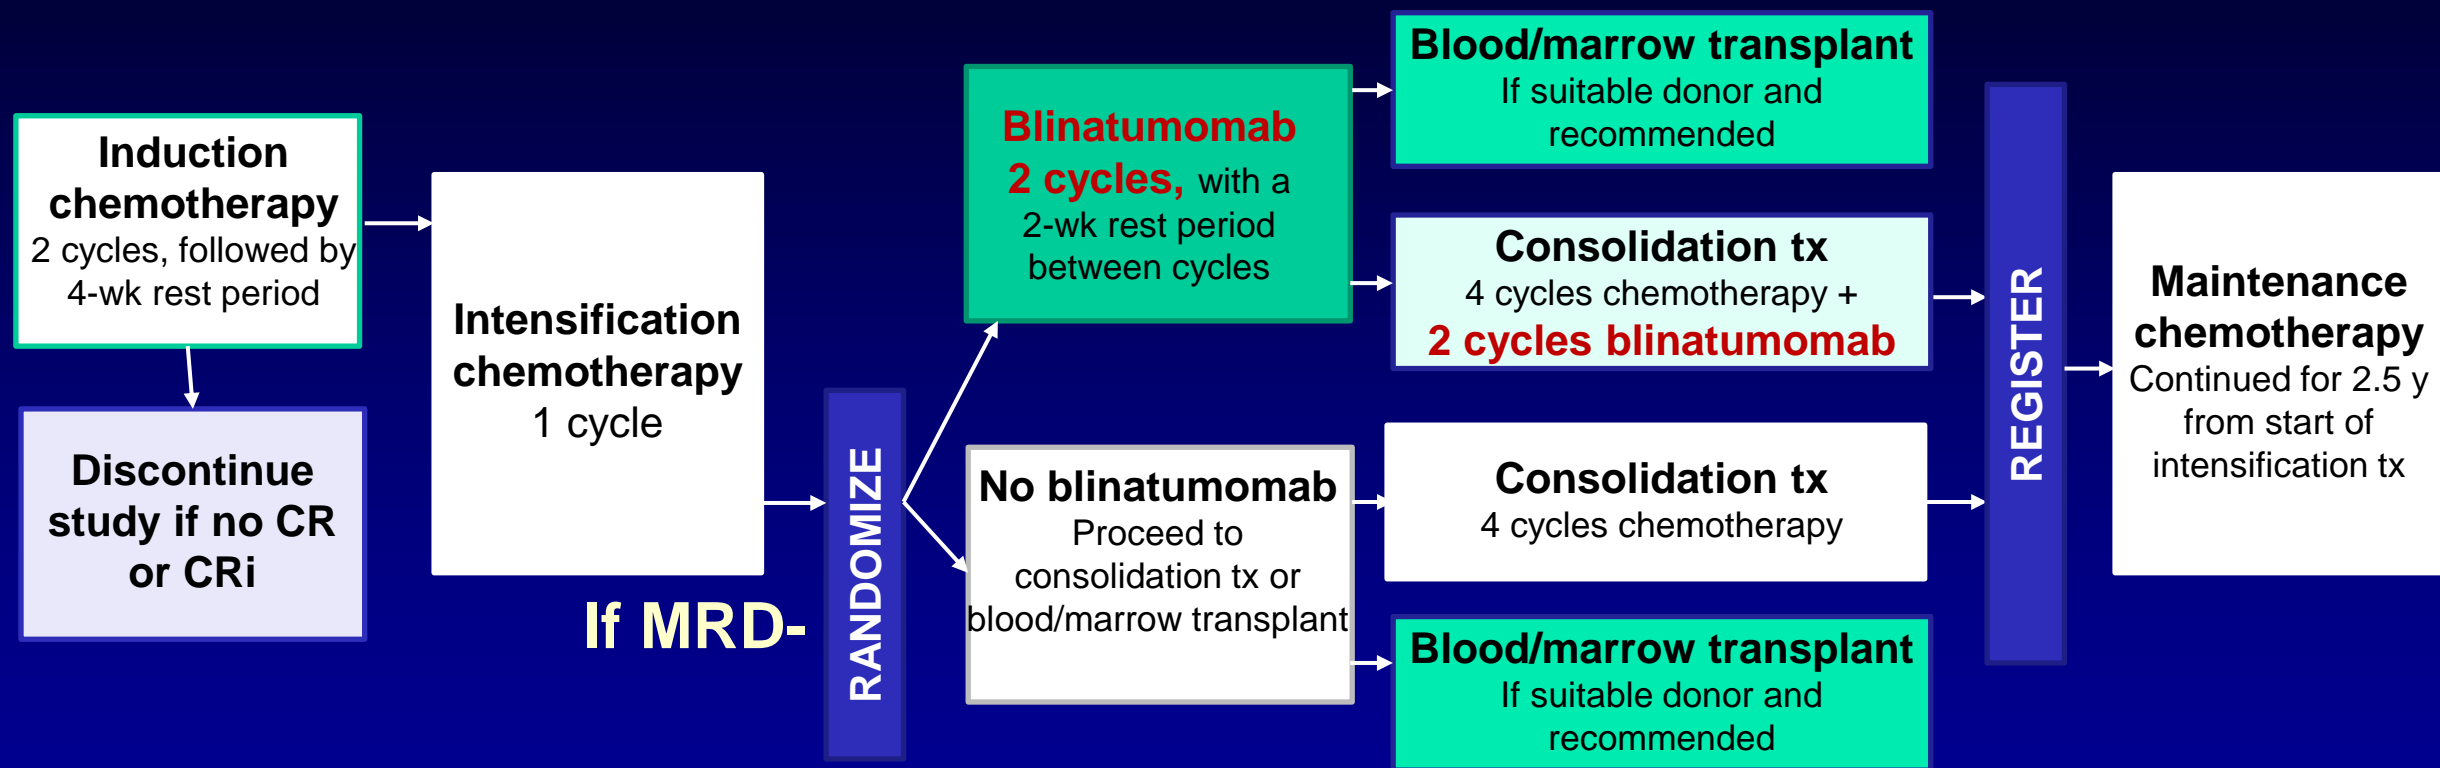 Induction
chemotherapy
2 cycles, followed by
4-wk rest period
Discontinue
study if no CR
or CRi
Intensification
chemotherapy
1 cycle
If MRD-
RANDOMIZE
Blinatumomab
2 cycles, with a
2-wk rest period
between cycles
No blinatumomab
Proceed to
consolidation tx or
blood/marrow transplant
Blood/marrow transplant
If suitable donor and
recommended
Consolidation tx
4 cycles chemotherapy +
2 cycles blinatumomab
Consolidation tx
4 cycles chemotherapy
Blood/marrow transplant
If suitable donor and
recommended
REGISTER
Maintenance
chemotherapy
Continued for 2.5 y
from start of
intensification tx